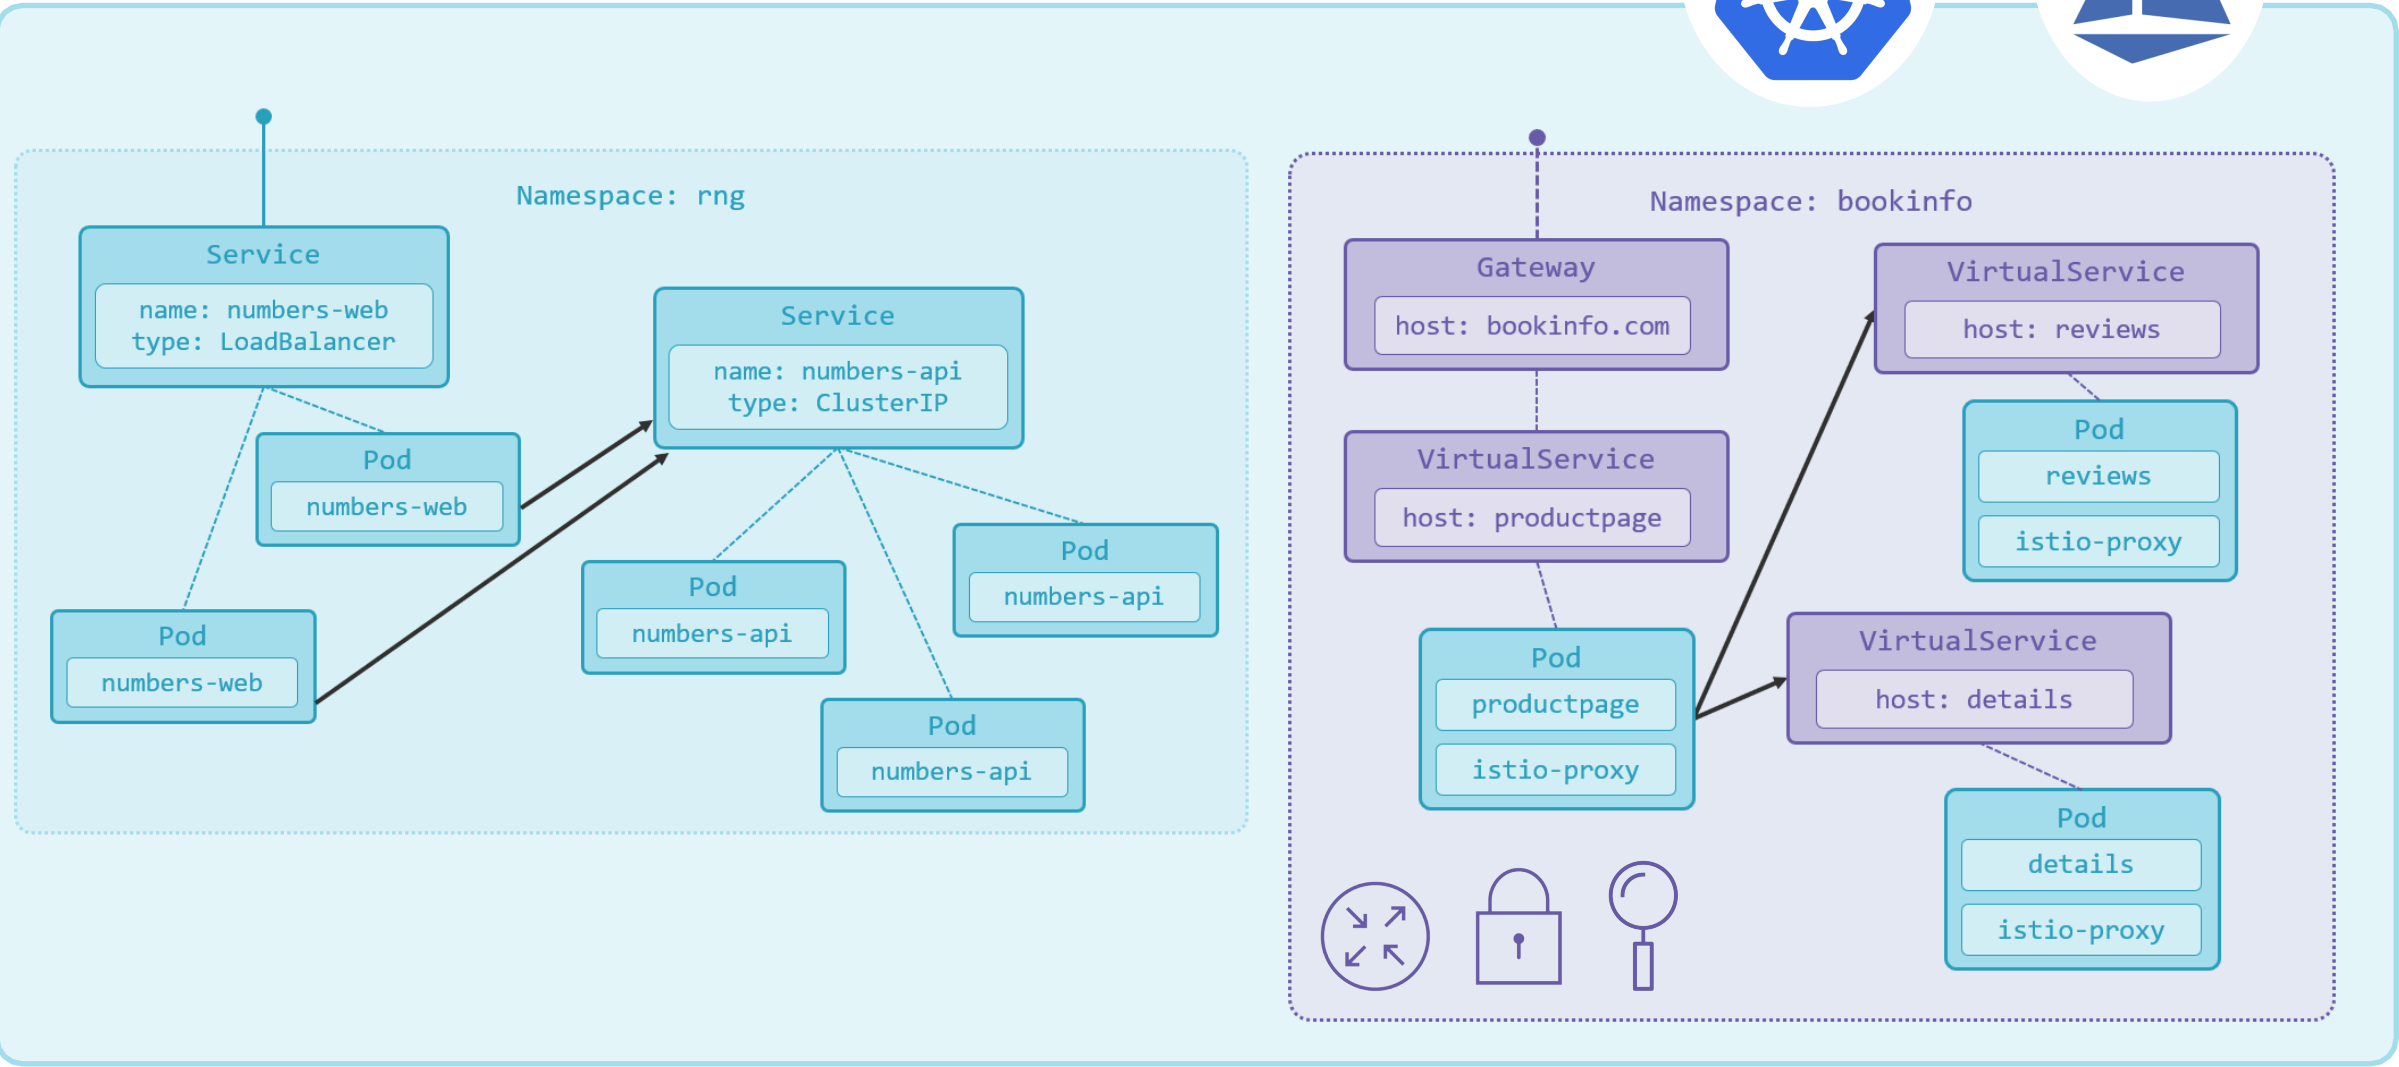 Namespace: rng
Service
name: numbers-web
type: LoadBalancer
Pod
numbers-web
Pod
numbers-web
Service
name: numbers-api
type: ClusterIP
Pod
numbers-api
Pod
numbers-api
Pod
numbers-api
Namespace: bookinfo
Gateway
host: bookinfo.com
VirtualService
host: productpage
Pod
productpage
istio-proxy
VirtualService
host: reviews
Pod
reviews
istio-proxy
VirtualService
host: details
Pod
details
istio-proxy